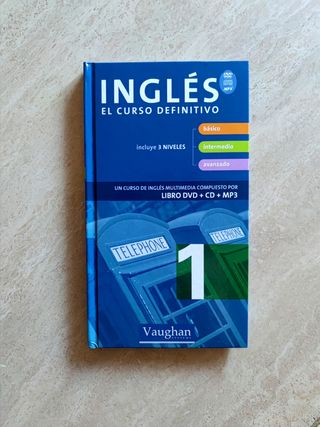 INGLÉS
EL CURSO DEFINITIVO
básico
incluye 3 NIVELES
intermedio
avanzado
UN CURSO DE INGLÉS MULTIMEDIA COMPUESTO POR
LIBRO DVD + CD + MP3
TELEPHONE
TELEPHONE
1
Vaughan
SYSTEMS